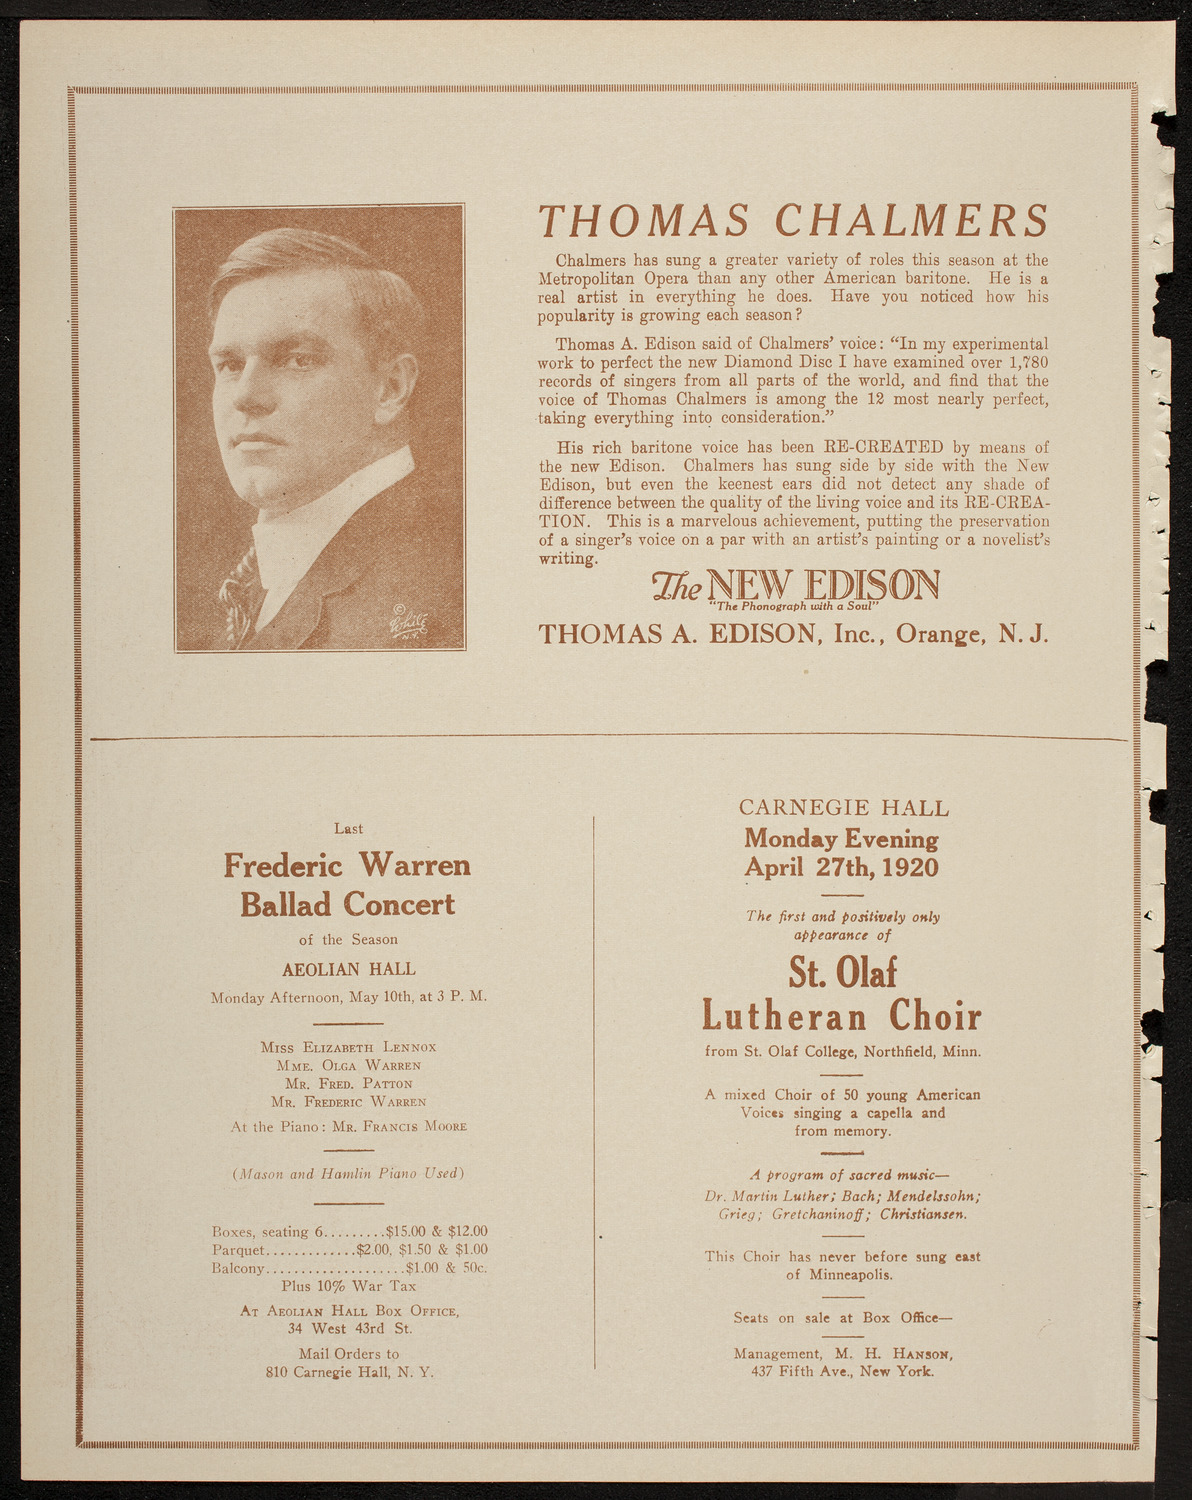 THOMAS CHALMERS
Chalmers has sung a greater variety of roles this season at the
Metropolitan Opera than any other American baritone. He is a
real artist in everything he does. Have you noticed how his
popularity is growing each season?
Thomas A. Edison said of Chalmers' voice: “In my experimental
work to perfect the new Diamond Disc I have examined over 1,780
records of singers from all parts of the world, and find that the
voice of Thomas Chalmers is among the 12 most nearly perfect,
taking everything into consideration.”
His rich baritone voice has been RE-CREATED by means of
the new Edison. Chalmers has sung side by side with the New
Edison, but even the keenest ears did not detect any shade of
difference between the quality of the living voice and its RE-CREA-
TION. This is a marvelous achievement, putting the preservation
of a singer's voice on a par with an artist's painting or a novelist's
writing.
The NEW EDISON
“The Phonograph with a Soul”
THOMAS A. EDISON, Inc., Orange, N. J.
©
White
N.Y.
Last
Frederic Warren
Ballad Concert
of the Season
AEOLIAN HALL
Monday Afternoon, May 10th, at 3 P. M.
Miss Elizabeth Lennox
Mme. Olga Warren
Mr. Fred. Patton
Mr. Frederic Warren
At the Piano: Mr. Francis Moore
(Mason and Hamlin Piano Used)
Boxes, seating 6.........$15.00 & $12.00
Parquet.............$2.00, $1.50 & $1.00
Balcony....................$1.00 & 50c.
Plus 10% War Tax
At Aeolian Hall Box Office,
34 West 43rd St.
Mail Orders to
810 Carnegie Hall, N. Y.
CARNEGIE HALL
Monday Evening
April 27th, 1920
The first and positively only
appearance of
St. Olaf
Lutheran Choir
from St. Olaf College, Northfield, Minn.
A mixed Choir of 50 young American
Voices singing a capella and
from memory.
A program of sacred music—
Dr. Martin Luther; Bach; Mendelssohn;
Grieg; Gretchaninoff; Christiansen.
This Choir has never before sung east
of Minneapolis.
Seats on sale at Box Office—
Management, M. H. Hanson,
437 Fifth Ave., New York.